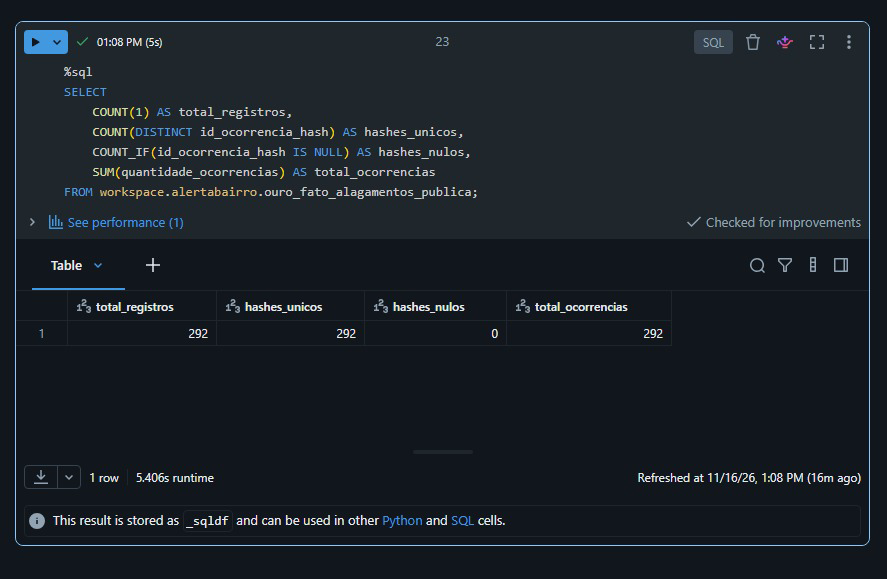 01:08 PM (5s)
23
SQL
%sql
SELECT
COUNT(1) AS total_registros,
COUNT(DISTINCT id_ocorrencia_hash) AS hashes_unicos,
COUNT_IF(id_ocorrencia_hash IS NULL) AS hashes_nulos,
SUM(quantidade_ocorrencias) AS total_ocorrencias
FROM workspace.alertabairro.ouro_fato_alagamentos_publica;
See performance (1)
Checked for improvements
Table
1²3 total_registros 1²3 hashes_unicos 1²3 hashes_nulos 1²3 total_ocorrencias
1 292 292 0 292
1 row 5.406s runtime
Refreshed at 11/16/26, 1:08 PM (16m ago)
This result is stored as _sqldf and can be used in other Python and SQL cells.